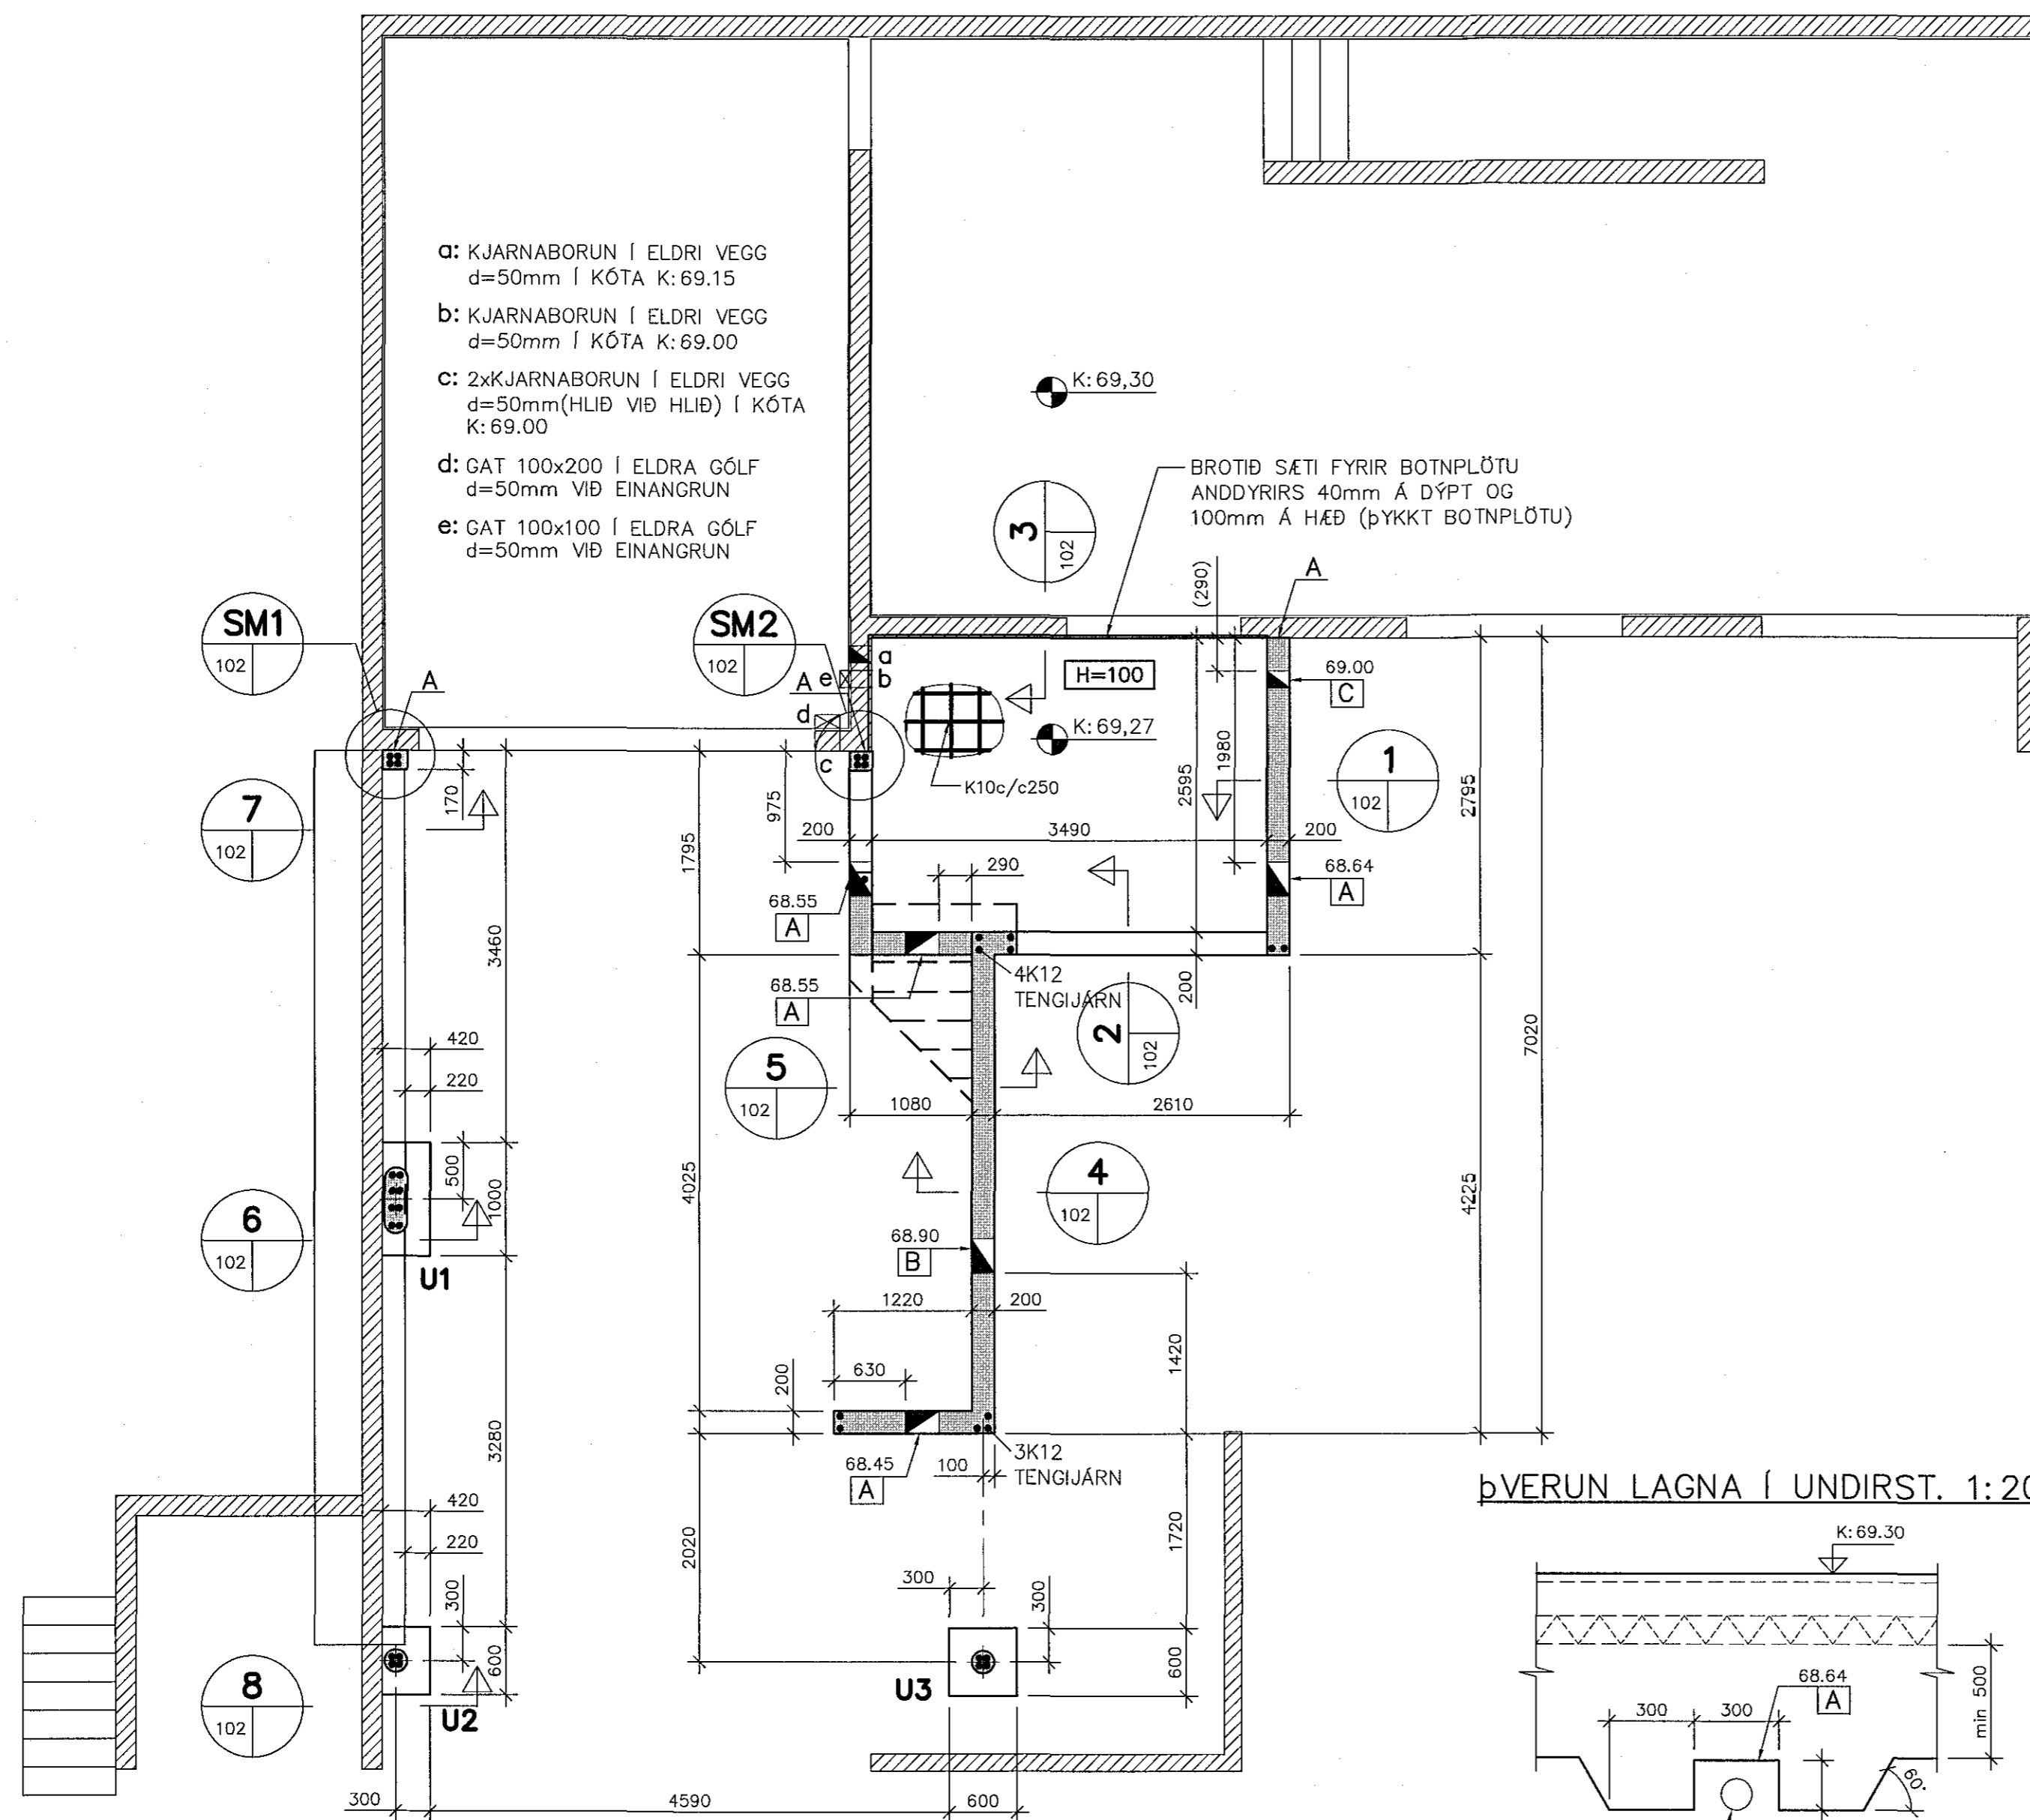 a: KJARNABORUN Í ELDRI VEGG
d=50mm Í KÓTA K:69.15
b: KJARNABORUN Í ELDRI VEGG
d=50mm Í KÓTA K:69.00
c: 2xKJARNABORUN Í ELDRI VEGG
d=50mm(HLIÐ VIÐ HLIÐ) Í KÓTA
K:69.00
d: GAT 100x200 Í ELDRA GÓLF
d=50mm VIÐ EINANGRUN
e: GAT 100x100 Í ELDRA GÓLF
d=50mm VIÐ EINANGRUN
K:69,30
BROTIÐ SÆTI FYRIR BOTNPLÖTU
ANDDYRIRS 40mm Á DÝPT OG
100mm Á HÆÐ (þYKKT BOTNPLÖTU)
3
102
(290)
A
SM1
102
SM2
102
A
A
a
e
b
d
c
H=100
K:69,27
69.00
C
1
102
7
102
170
975
K10c/c250
2595
1980
2795
1795
200
3490
200
290
68.64
A
68.55
A
3460
4K12
TENGIJÁRN
68.55
A
200
2
102
7020
420
220
5
102
1080
2610
500
1000
4025
4
102
4225
6
102
U1
68.90
B
1220
200
1420
200
630
3280
68.45
A
100
3K12
TENGIJÁRN
þVERUN LAGNA Í UNDIRST. 1:20
420
220
2020
1720
K:69.30
300
300
300
600
600
8
102
U2
U3
68.64
A
min 500
300
300
60°
300
4590
600